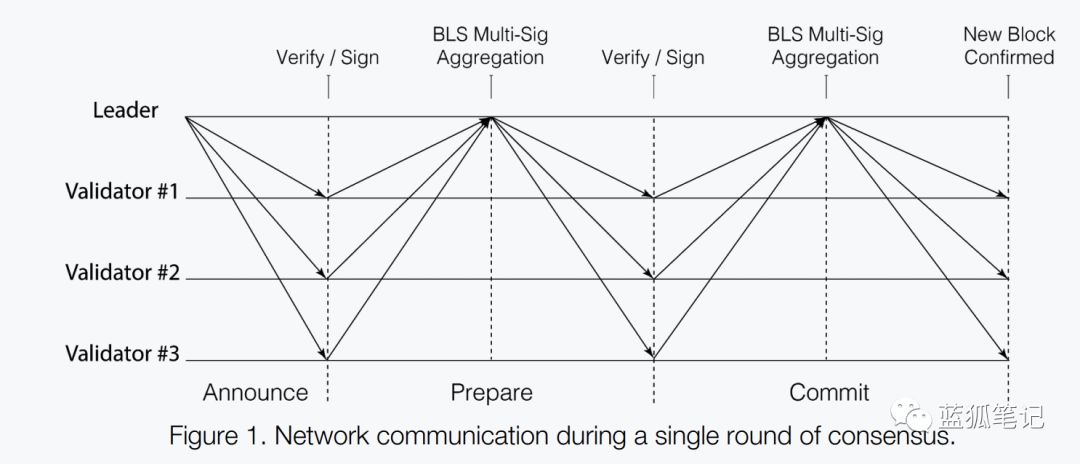 BLS Multi-Sig BLS Multi-Sig New Block
Verify / Sign Aggregation Verify / Sign Aggregation Confirmed
Leader
Validator #1
Validator #2
Validator #3
Announce Prepare Commit
蓝狐笔记
Figure 1. Network communication during a single round of consensus.